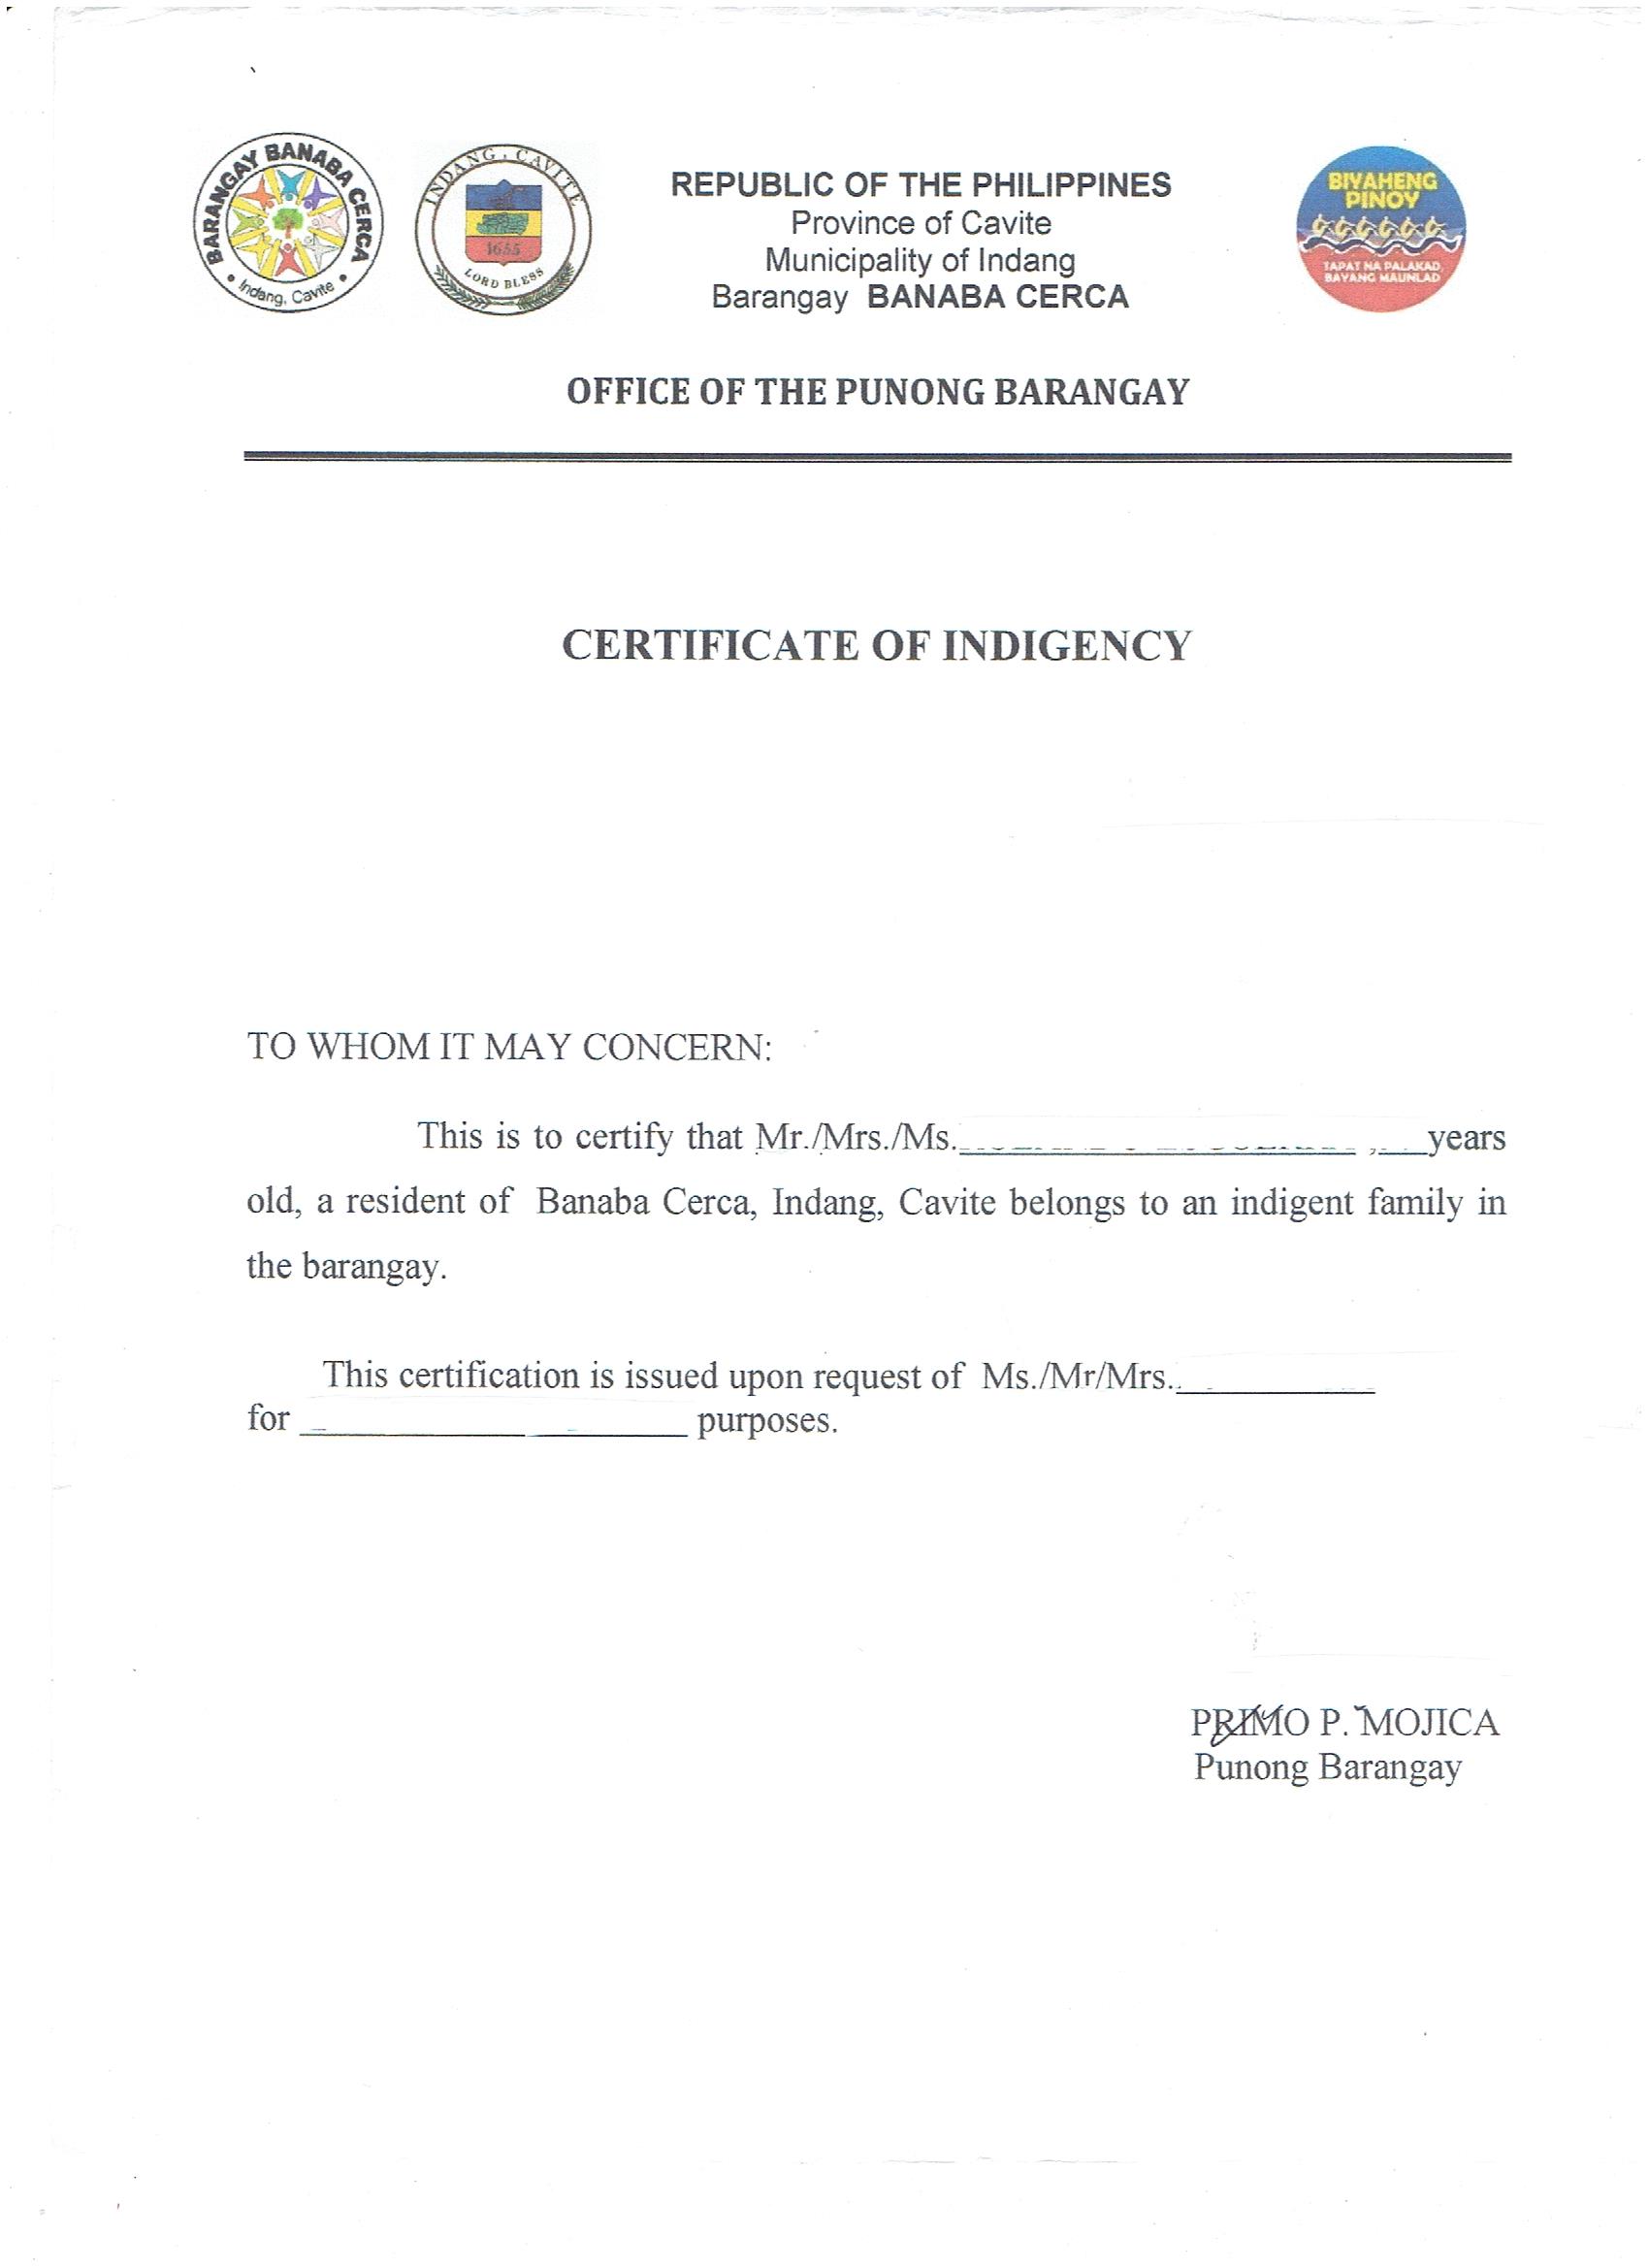 BARANGAY BANABA CERCA
Indang, Cavite
INDANG, CAVITE
1655
LORD BLESS
REPUBLIC OF THE PHILIPPINES
Province of Cavite
Municipality of Indang
Barangay BANABA CERCA
BIYAHENG
PINOY
TAPAT NA PALAKAD,
BAYANG MAUNLAD
OFFICE OF THE PUNONG BARANGAY
CERTIFICATE OF INDIGENCY
TO WHOM IT MAY CONCERN:
This is to certify that Mr./Mrs./Ms.____________________ ,___years
old, a resident of Banaba Cerca, Indang, Cavite belongs to an indigent family in
the barangay.
This certification is issued upon request of Ms./Mr/Mrs.___________
for ____________________ purposes.
PRIMO P. MOJICA
Punong Barangay